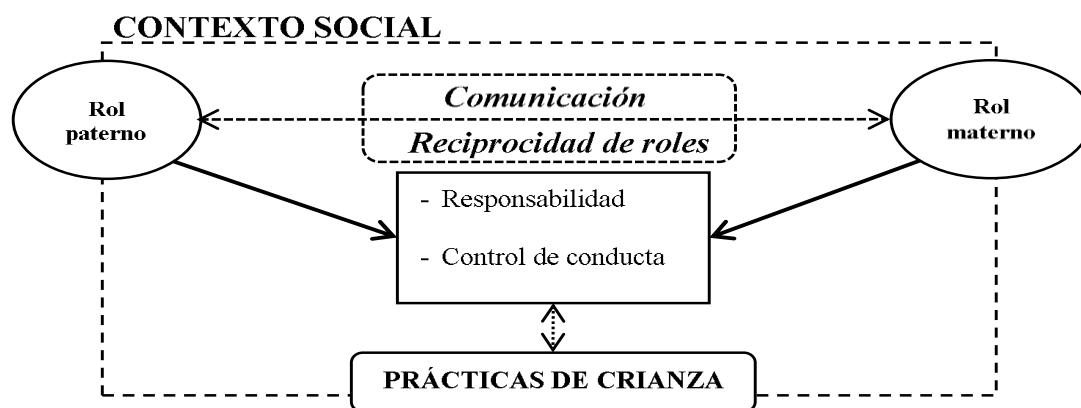 CONTEXTO SOCIAL
Rol
paterno
Comunicación
Reciprocidad de roles
Rol
materno
- Responsabilidad
- Control de conducta
PRÁCTICAS DE CRIANZA